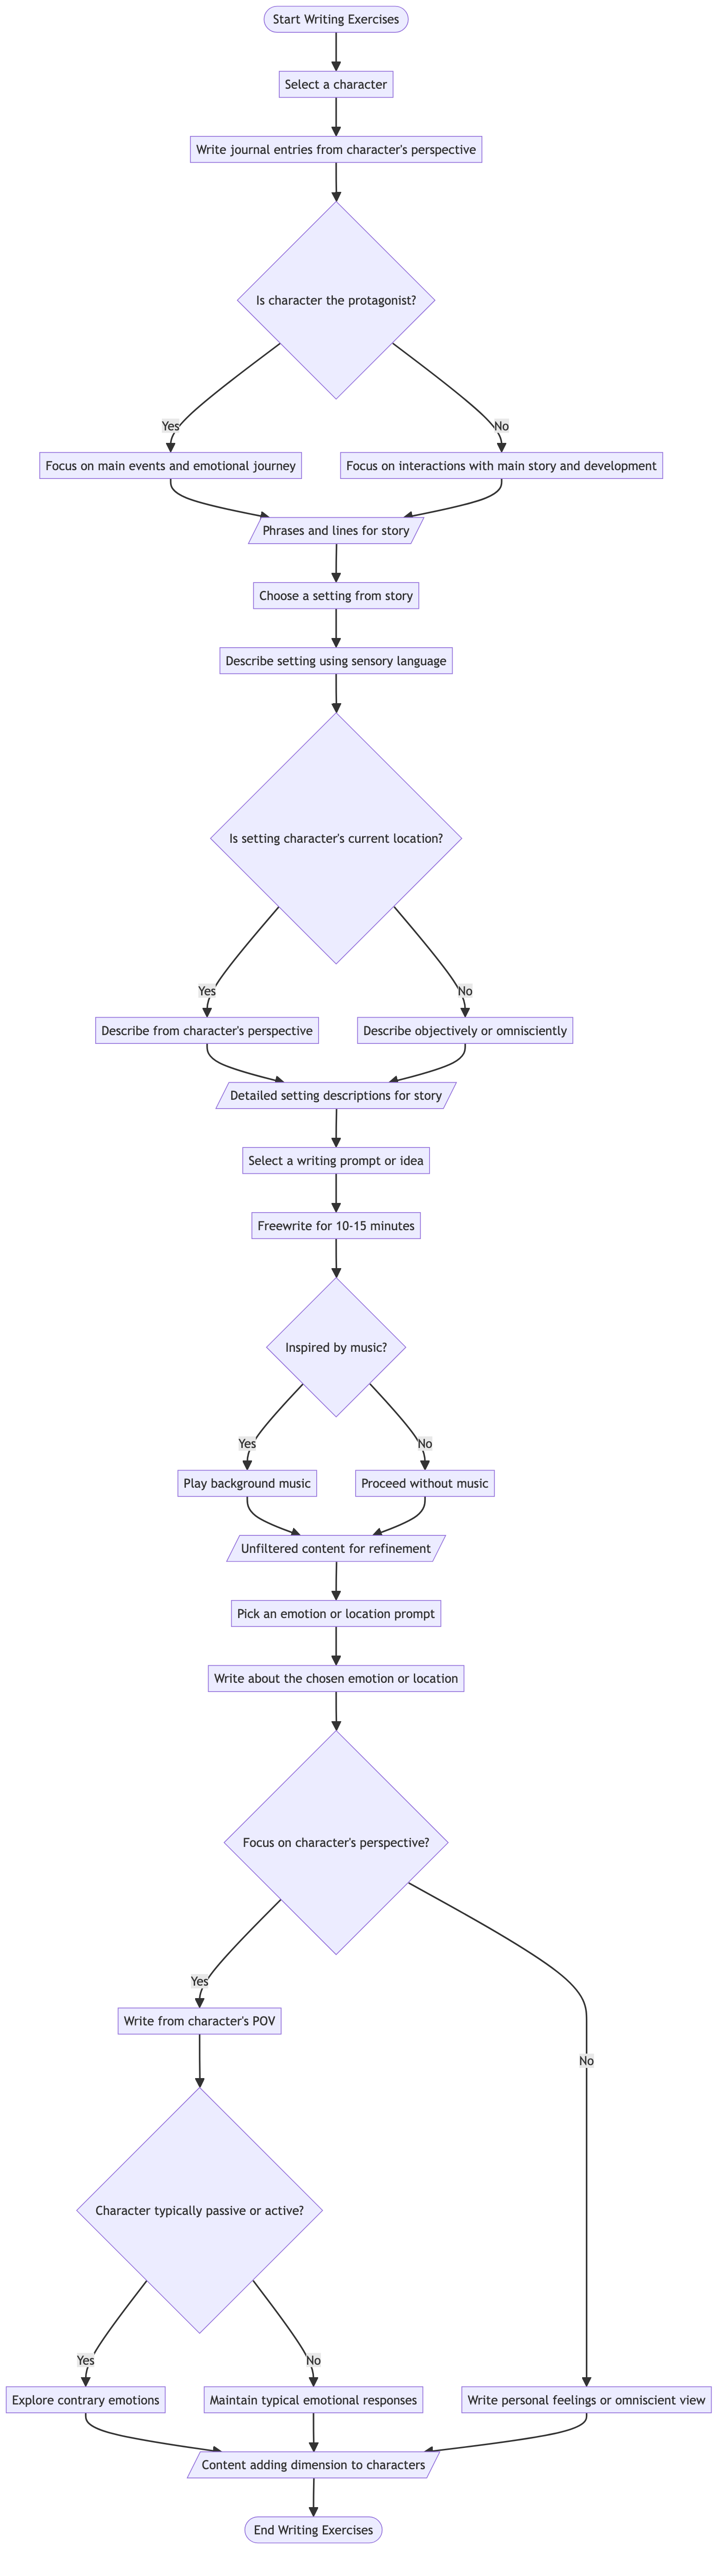 Start Writing Exercises
Select a character
Write journal entries from character's perspective
Is character the protagonist?
Yes
No
Focus on main events and emotional journey
Focus on interactions with main story and development
Phrases and lines for story
Choose a setting from story
Describe setting using sensory language
Is setting character's current location?
Yes
No
Describe from character's perspective
Describe objectively or omnisciently
Detailed setting descriptions for story
Select a writing prompt or idea
Freewrite for 10-15 minutes
Inspired by music?
Yes
No
Play background music
Proceed without music
Unfiltered content for refinement
Pick an emotion or location prompt
Write about the chosen emotion or location
Focus on character's perspective?
Yes
Write from character's POV
No
Character typically passive or active?
Yes
No
Explore contrary emotions
Maintain typical emotional responses
Write personal feelings or omniscient view
Content adding dimension to characters
End Writing Exercises